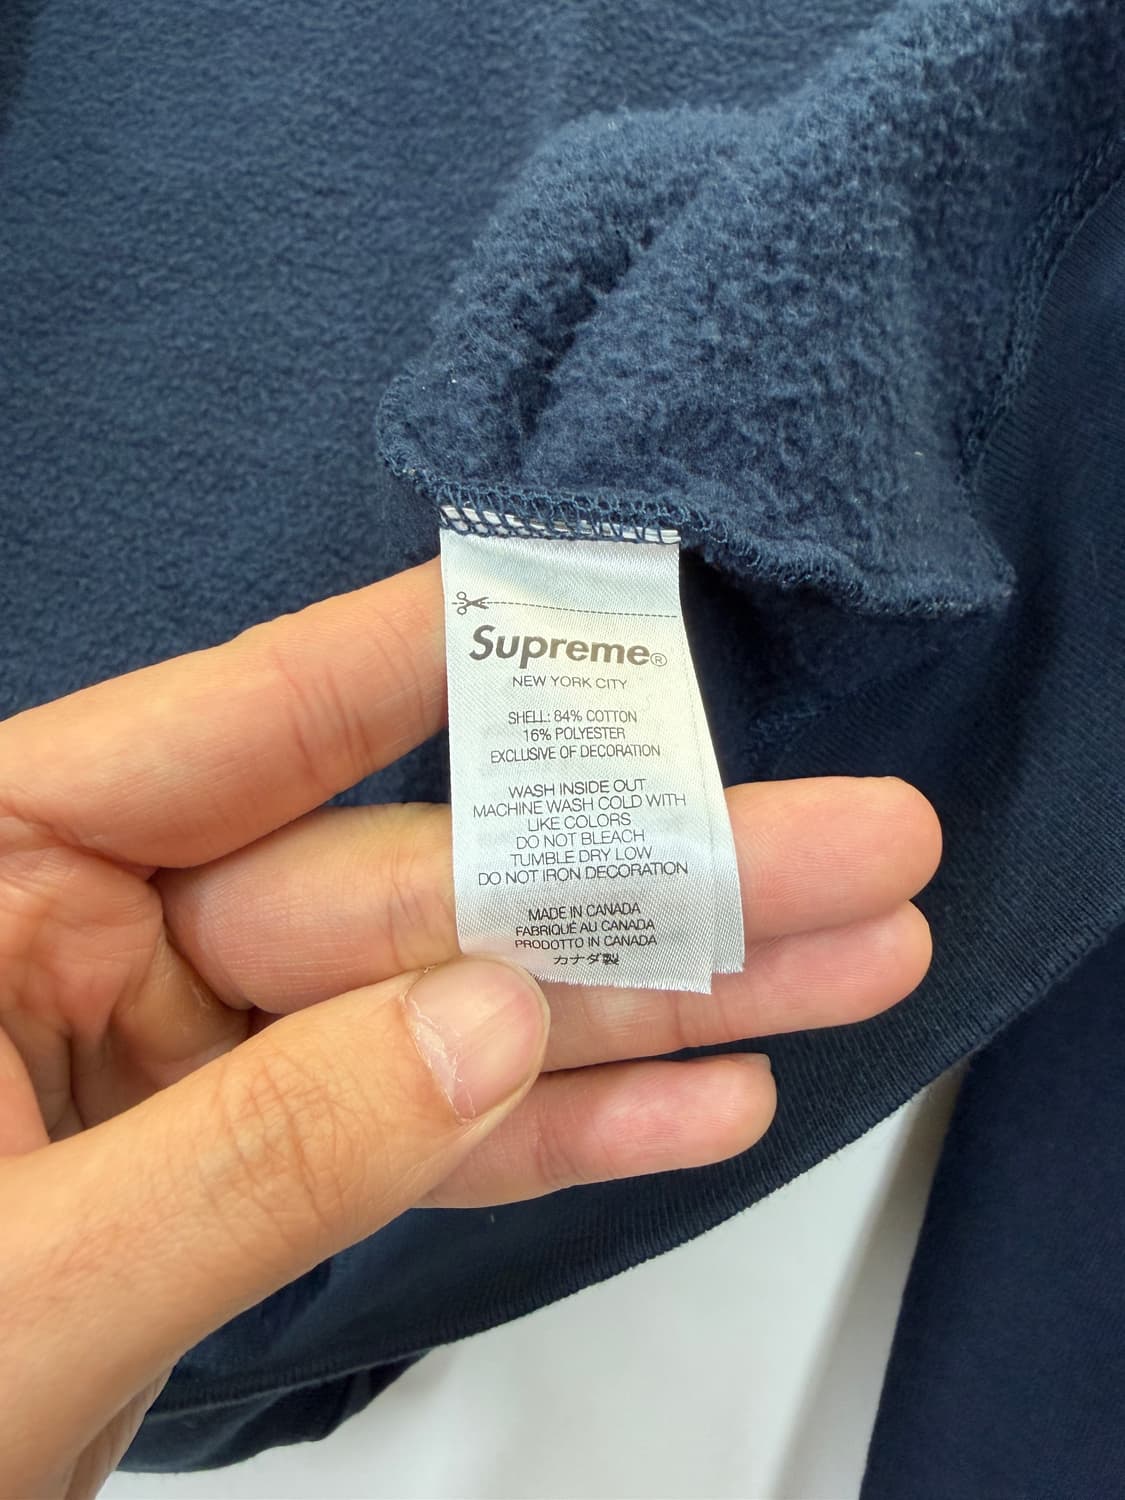 Supreme®
NEW YORK CITY
SHELL: 84% COTTON
16% POLYESTER
EXCLUSIVE OF DECORATION
WASH INSIDE OUT
MACHINE WASH COLD WITH
LIKE COLORS
DO NOT BLEACH
TUMBLE DRY LOW
DO NOT IRON DECORATION
MADE IN CANADA
FABRIQUÉ AU CANADA
PRODOTTO IN CANADA
カナダ製